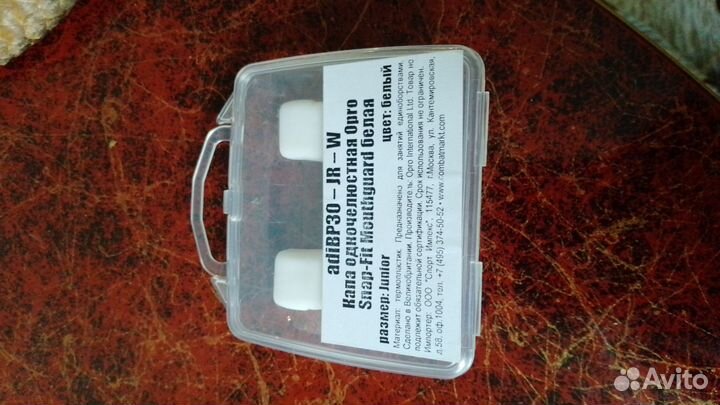 adiBP30 – JR – W
Капа одночелюстная Opro
Snap-Fit Mouthguard белая
размер: Junior цвет: белый
Материал: термопластик. Предназначено для занятий единоборствами.
Сделано в Великобритании. Производитель: Opro International Ltd. Товар не
подлежит обязательной сертификации. Срок использования не ограничен.
Импортер: ООО "Спорт Импекс". 115477, г.Москва, ул. Кантемировская,
д.58, оф.1004, тел. +7 (495) 374-50-52 • www.combatmarkt.com
Avito